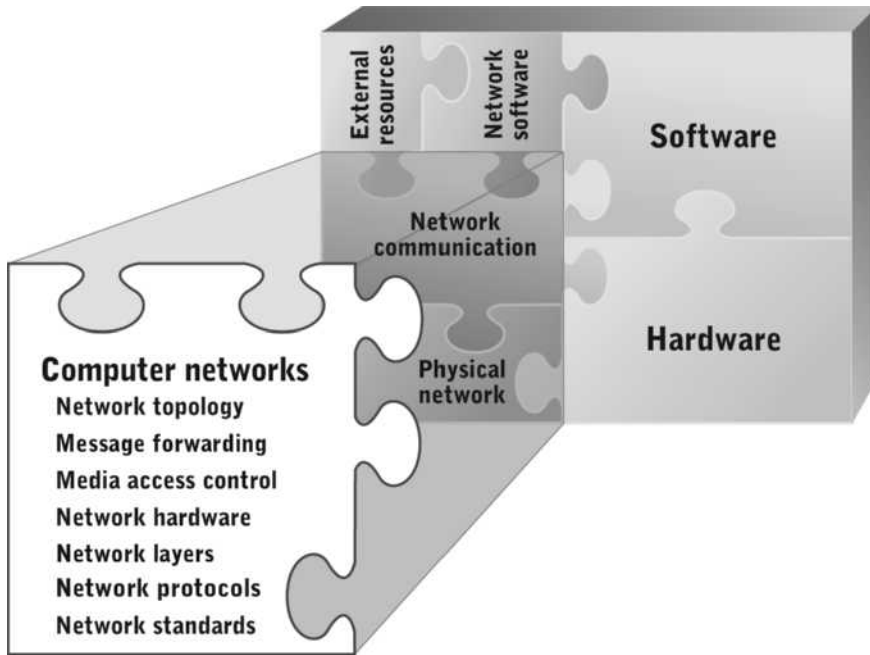 External
resources
Network
software
Software
Network
communication
Hardware
Physical
network
Computer networks
Network topology
Message forwarding
Media access control
Network hardware
Network layers
Network protocols
Network standards